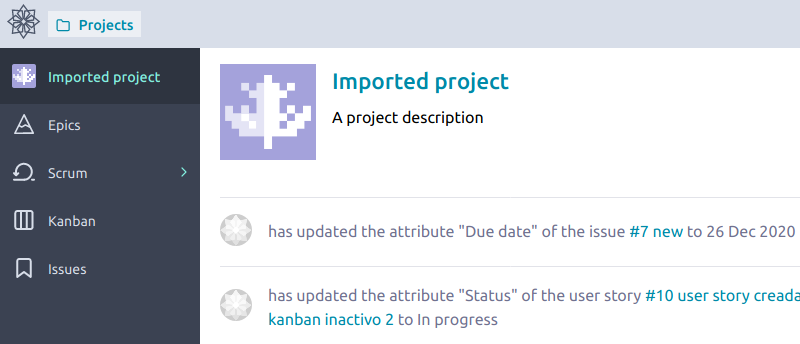 Projects
Imported project
Epics
Scrum
Kanban
Issues
Imported project
A project description
has updated the attribute "Due date" of the issue #7 new to 26 Dec 2020
has updated the attribute "Status" of the user story #10 user story creada
kanban inactivo 2 to In progress